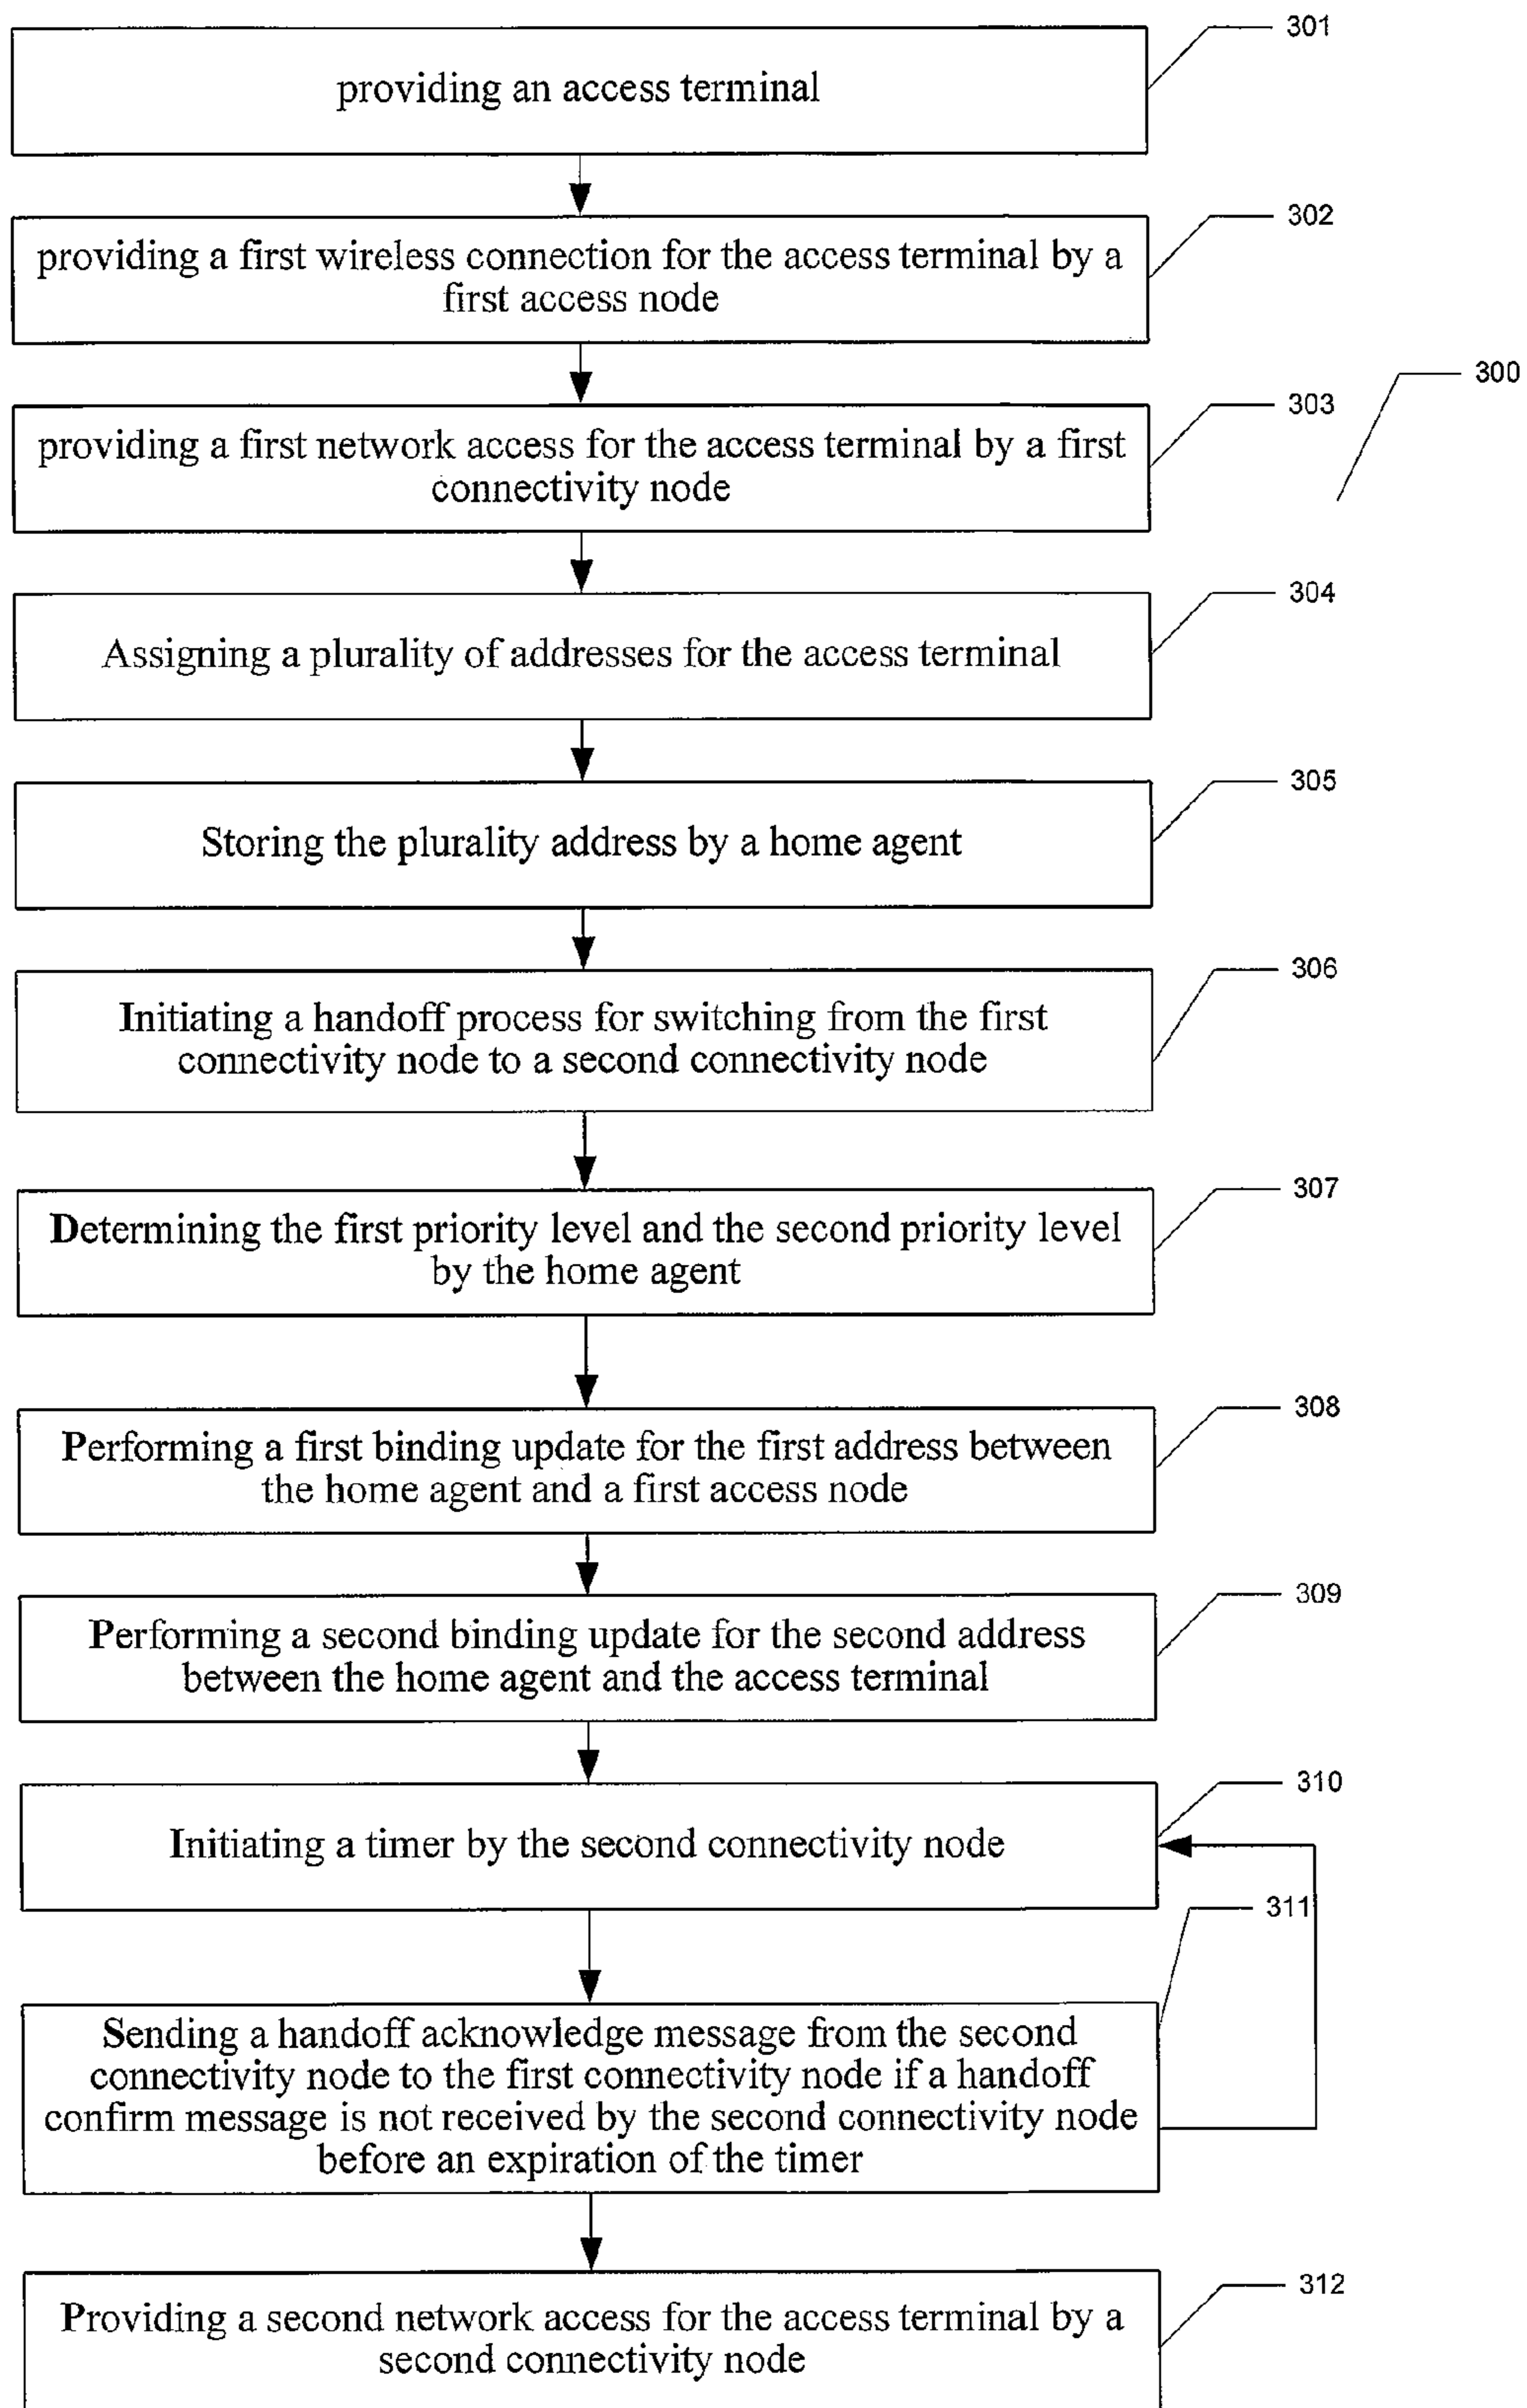 301
providing an access terminal
302
providing a first wireless connection for the access terminal by a
first access node
300
303
providing a first network access for the access terminal by a first
connectivity node
304
Assigning a plurality of addresses for the access terminal
305
Storing the plurality address by a home agent
306
Initiating a handoff process for switching from the first
connectivity node to a second connectivity node
307
Determining the first priority level and the second priority level
by the home agent
308
Performing a first binding update for the first address between
the home agent and a first access node
309
Performing a second binding update for the second address
between the home agent and the access terminal
310
Initiating a timer by the second connectivity node
311
Sending a handoff acknowledge message from the second
connectivity node to the first connectivity node if a handoff
confirm message is not received by the second connectivity node
before an expiration of the timer
312
Providing a second network access for the access terminal by a
second connectivity node